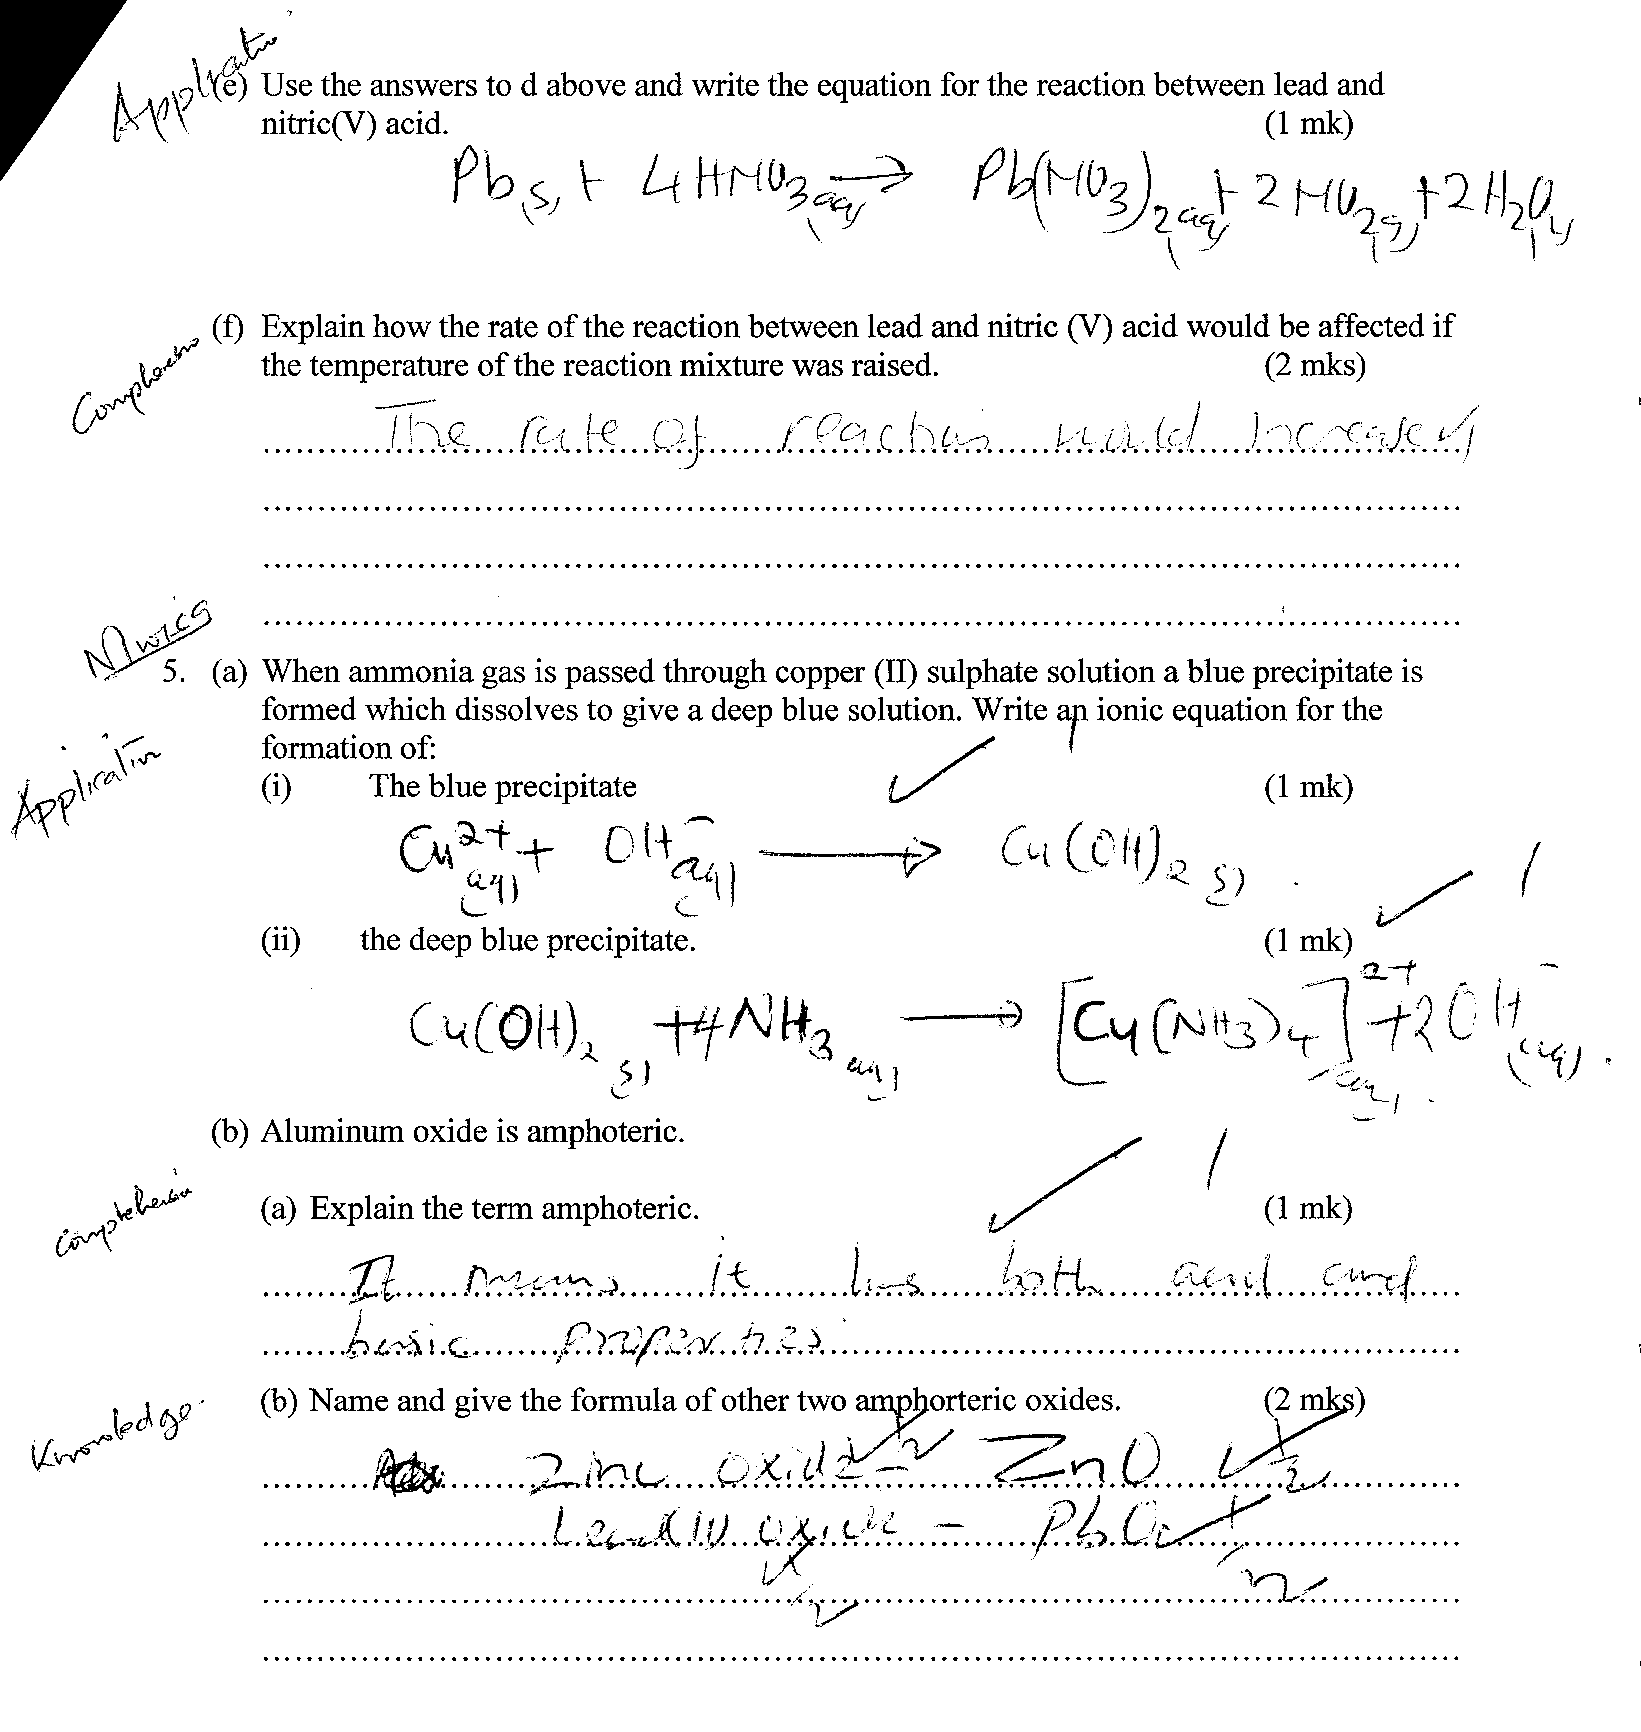 Applicatn
(e) Use the answers to d above and write the equation for the reaction between lead and
nitric(V) acid. (1 mk)
Pb(s) + 4HNO3(aq) → Pb(NO3)2(aq) + 2NO2(g) + 2H2O(l)
(f) Explain how the rate of the reaction between lead and nitric (V) acid would be affected if
the temperature of the reaction mixture was raised. (2 mks)
The rate of reaction would increase
5. (a) When ammonia gas is passed through copper (II) sulphate solution a blue precipitate is
formed which dissolves to give a deep blue solution. Write an ionic equation for the
formation of:
Applicatin
(i) The blue precipitate (1 mk)
✓ 1
Cu2+(aq) + OH-(aq) → Cu(OH)2(s)
✓ 1
(ii) the deep blue precipitate. (1 mk)
Cu(OH)2(s) + 4NH3(aq) → [Cu(NH3)4]2+(aq) + 2OH-(aq).
(b) Aluminum oxide is amphoteric.
✓ 1
(a) Explain the term amphoteric. (1 mk)
It means it has both acid and
basic properties
Knowledge.
(b) Name and give the formula of other two amphorteric oxides. (2 mks)
Zinc oxide - ZnO ✓ 1/2
Lead IV oxide - PbO2 ✓ 1/2